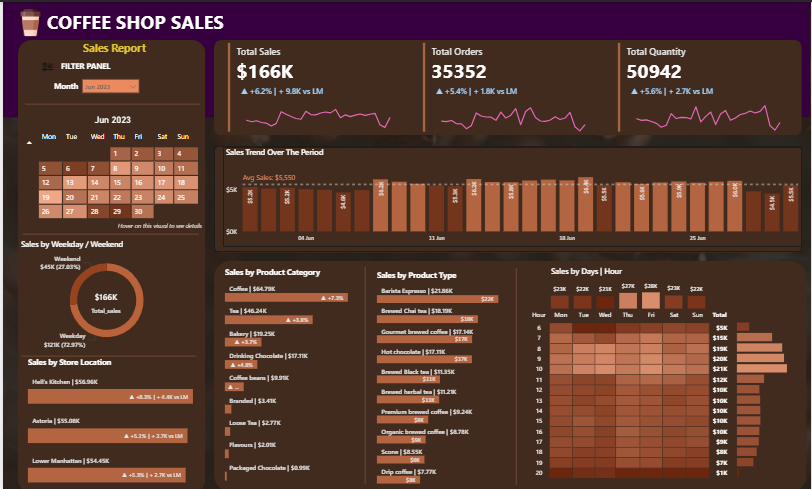 COFFEE SHOP SALES
Sales Report
FILTER PANEL
Month Jun 2023
Jun 2023
Mon Tue Wed Thu Fri Sat Sun
1 2 3 4
5 6 7 8 9 10 11
12 13 14 15 16 17 18
19 20 21 22 23 24 25
26 27 28 29 30
Hover on this visual to see details
Sales by Weekday / Weekend
Weekend
$45K (27.03%)
$166K
Total_sales
Weekday
$121K (72.97%)
Sales by Store Location
Hell's Kitchen | $56.96K
▲ +8.3% | + 4.4K vs LM
Astoria | $55.08K
▲ +5.2% | + 2.7K vs LM
Lower Manhattan | $54.45K
▲ +5.3% | + 2.7K vs LM
Total Sales
$166K
▲ +6.2% | + 9.8K vs LM
Total Orders
35352
▲ +5.4% | + 1.8K vs LM
Total Quantity
50942
▲ +5.6% | + 2.7K vs LM
Sales Trend Over The Period
Avg Sales: $5,550
$5K
$0K
04 Jun 11 Jun 18 Jun 25 Jun
Sales by Product Category
Coffee | $64.79K
▲ +7.3%
Tea | $46.24K
▲ +3.8%
Bakery | $19.25K
▲ +3.7%
Drinking Chocolate | $17.11K
▲ +4.8%
Coffee beans | $9.91K
▲ ...
Branded | $3.41K
Loose Tea | $2.77K
Flavours | $2.01K
Packaged Chocolate | $0.99K
Sales by Product Type
Barista Espresso | $21.86K
$22K
Brewed Chai tea | $18.19K
$18K
Gourmet brewed coffee | $17.14K
$17K
Hot chocolate | $17.11K
$17K
Brewed Black tea | $11.35K
$11K
Brewed herbal tea | $11.21K
$11K
Premium brewed coffee | $9.24K
$9K
Organic brewed coffee | $8.78K
$9K
Scone | $8.55K
Drip coffee | $7.77K
$8K
Sales by Days | Hour
$23K $22K $21K $27K $28K $23K $22K
Hour Mon Tue Wed Thu Fri Sat Sun Total
6 $5K
7 $15K
8 $19K
9 $20K
10 $21K
11 $12K
12 $10K
13 $10K
14 $10K
15 $10K
16 $10K
17 $9K
18 $8K
19 $7K
20 $1K